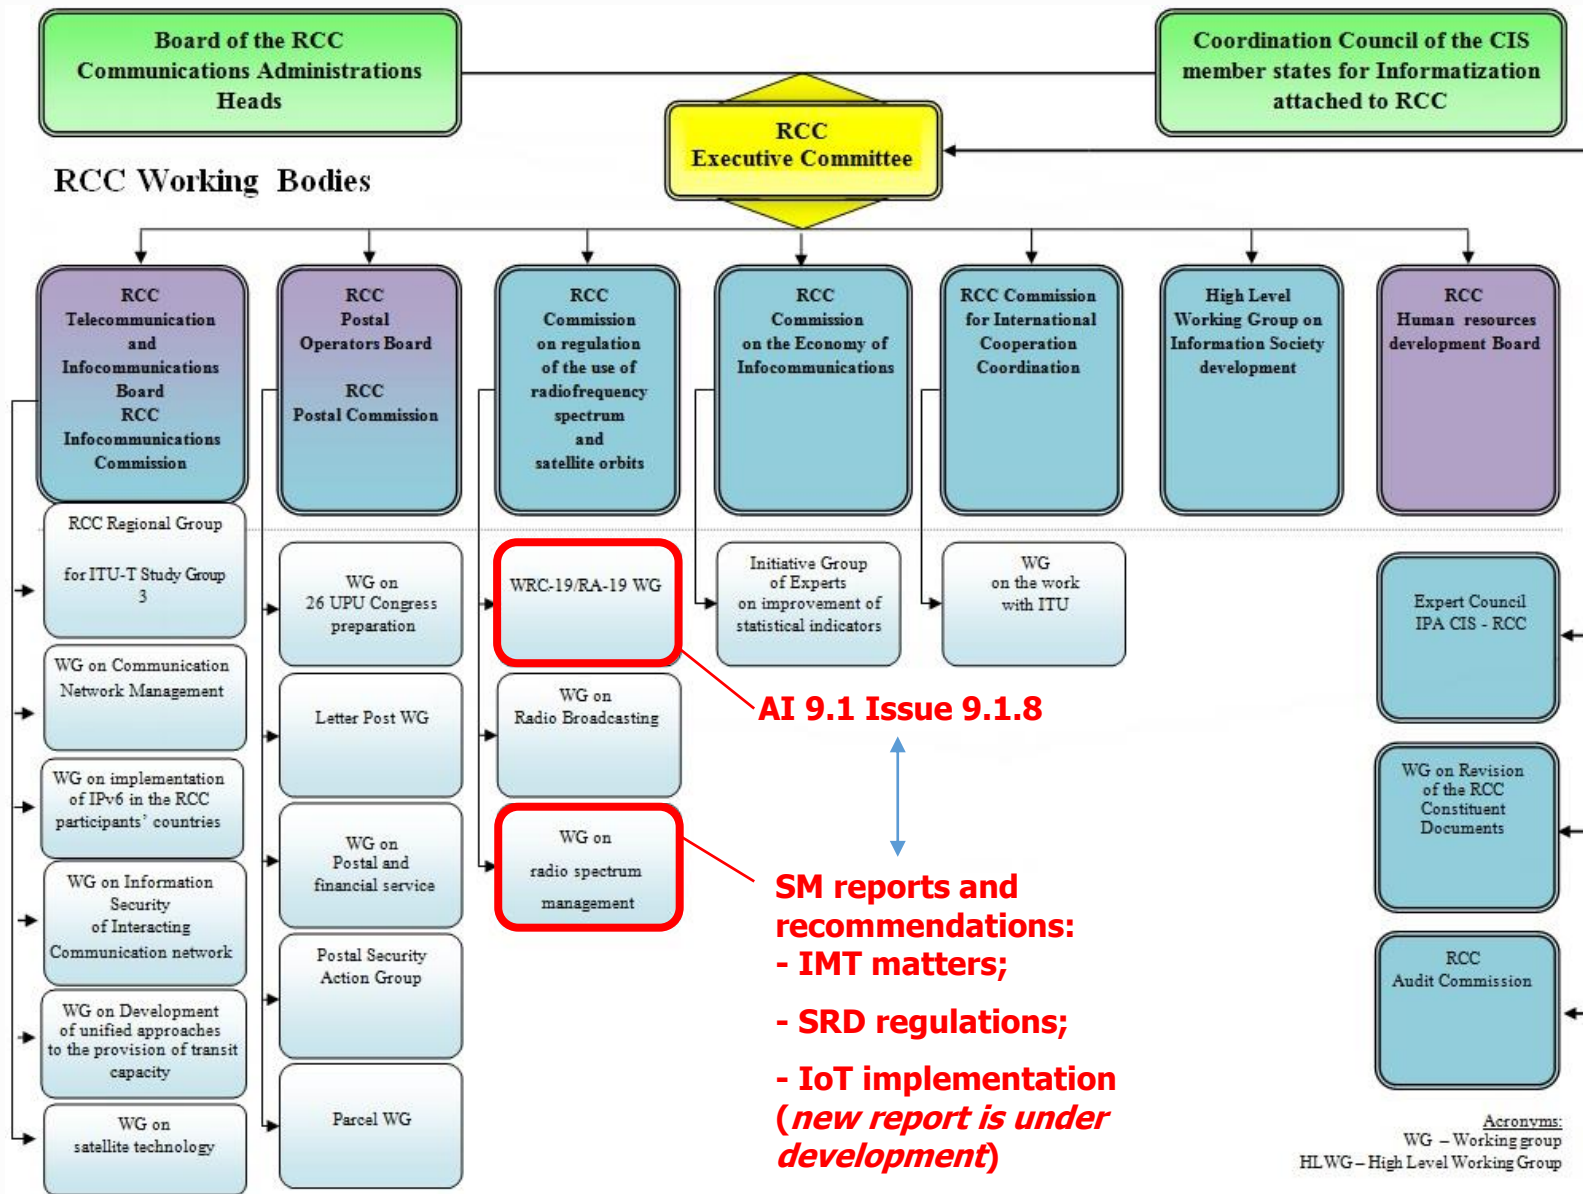 Board of the RCC
Communications Administrations
Heads
Coordination Council of the CIS
member states for Informatization
attached to RCC
RCC
Executive Committee
RCC Working Bodies
RCC
Telecommunication
and
Infocommunications
Board
RCC
Infocommunications
Commission
RCC
Postal
Operators Board
RCC
Postal Commission
RCC
Commission
on regulation
of the use of
radiofrequency
spectrum
and
satellite orbits
RCC
Commission
on the Economy of
Infocommunications
RCC Commission
for International
Cooperation
Coordination
High Level
Working Group on
Information Society
development
RCC
Human resources
development Board
RCC Regional Group
for ITU-T Study Group
3
WG on Communication
Network Management
WG on implementation
of IPv6 in the RCC
participants’ countries
WG on Information
Security
of Interacting
Communication network
WG on Development
of unified approaches
to the provision of transit
capacity
WG on
satellite technology
WG on
26 UPU Congress
preparation
Letter Post WG
WG on
Postal and
financial service
Postal Security
Action Group
Parcel WG
WRC-19/RA-19 WG
WG on
Radio Broadcasting
WG on
radio spectrum
management
Initiative Group
of Experts
on improvement of
statistical indicators
WG
on the work
with ITU
AI 9.1 Issue 9.1.8
SM reports and
recommendations:
- IMT matters;
- SRD regulations;
- IoT implementation
(new report is under
development)
Expert Council
IPA CIS - RCC
WG on Revision
of the RCC
Constituent
Documents
RCC
Audit Commission
Acronyms:
WG – Working group
HLWG – High Level Working Group